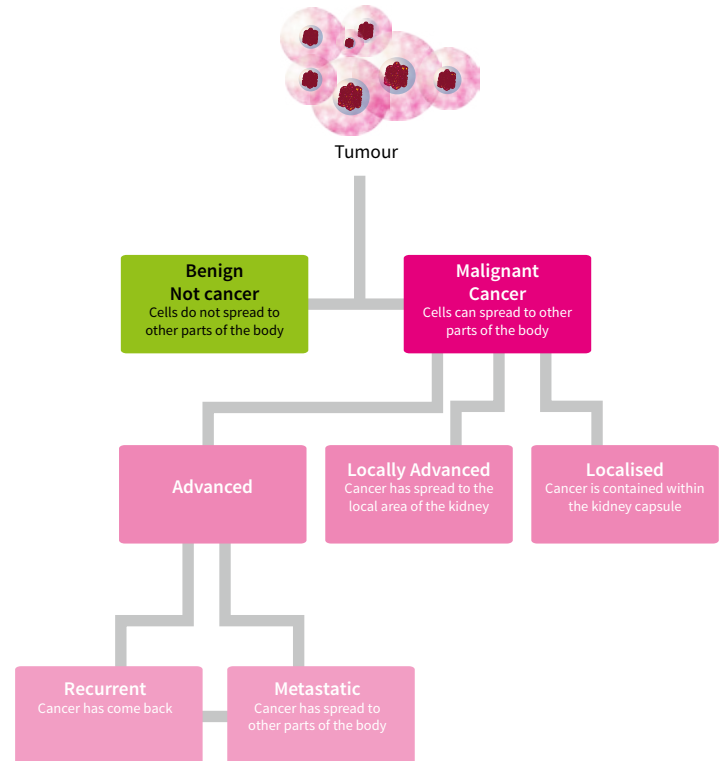 Tumour
Benign
Not cancer
Cells do not spread to
other parts of the body
Malignant
Cancer
Cells can spread to other
parts of the body
Advanced
Locally Advanced
Cancer has spread to the
local area of the kidney
Localised
Cancer is contained within
the kidney capsule
Recurrent
Cancer has come back
Metastatic
Cancer has spread to
other parts of the body